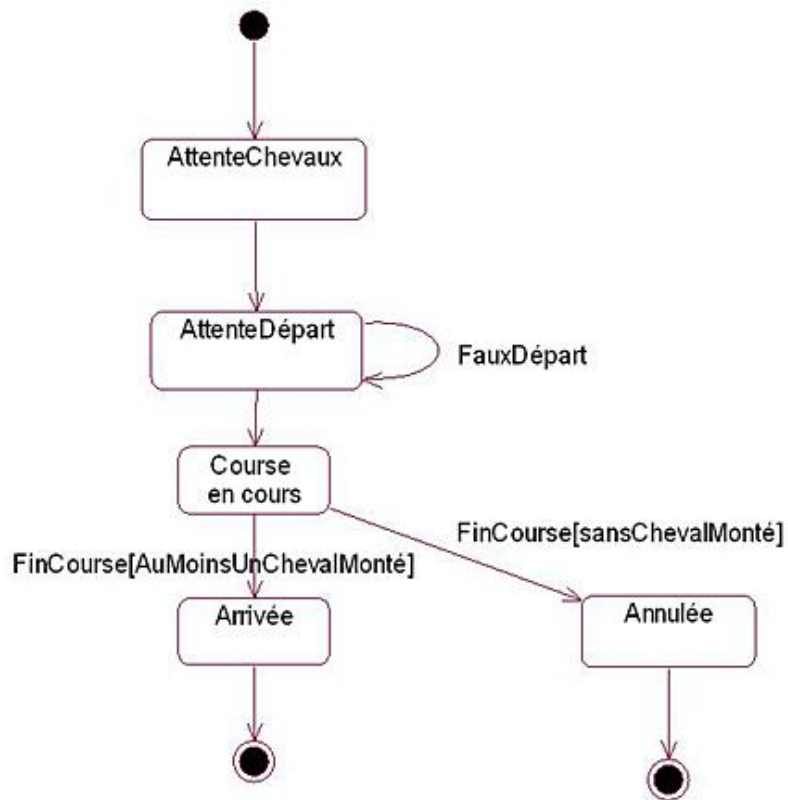 AttenteChevaux
AttenteDépart
FauxDépart
Course
en cours
FinCourse[sansChevalMonté]
FinCourse[AuMoinsUnChevalMonté]
Arrivée
Annulée